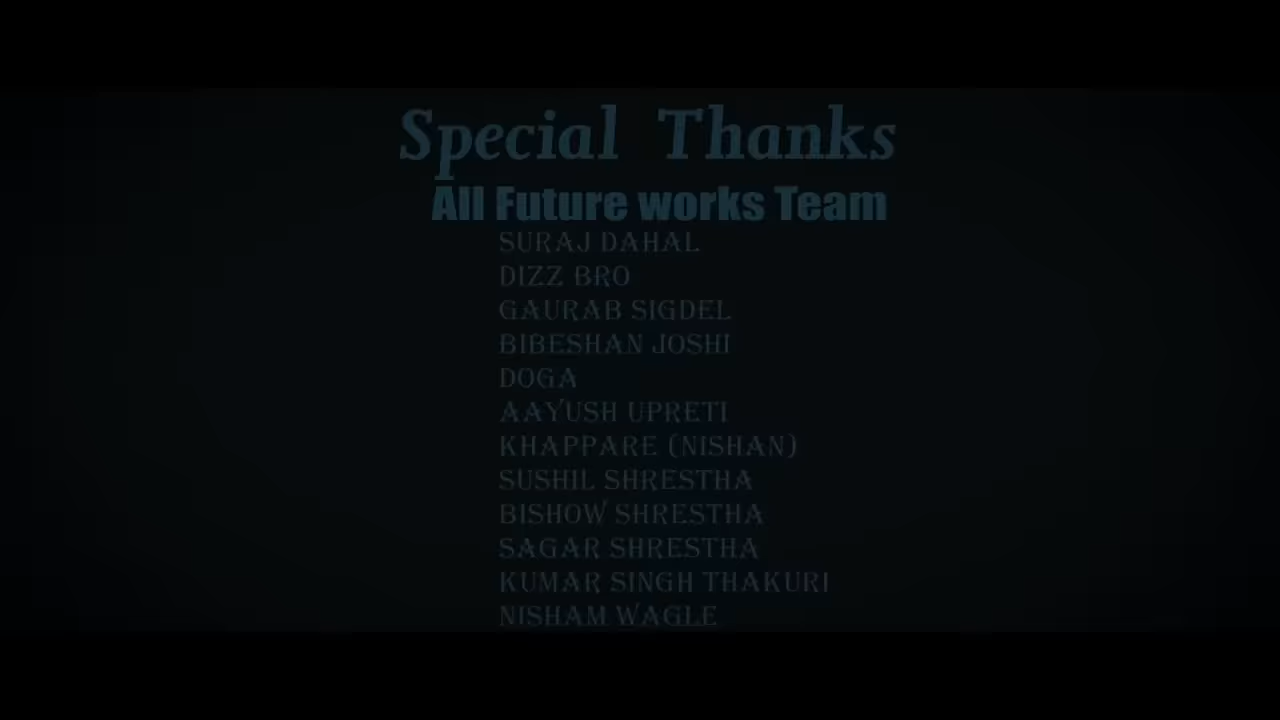 Special Thanks
All Future works Team
SURAJ DAHAL
DIZZ BRO
GAURAB SIGDEL
BIBESHAN JOSHI
DOGA
AAYUSH UPRETI
KHAPPARE (NISHAN)
SUSHIL SHRESTHA
BISHOW SHRESTHA
SAGAR SHRESTHA
KUMAR SINGH THAKURI
NISHAM WAGLE